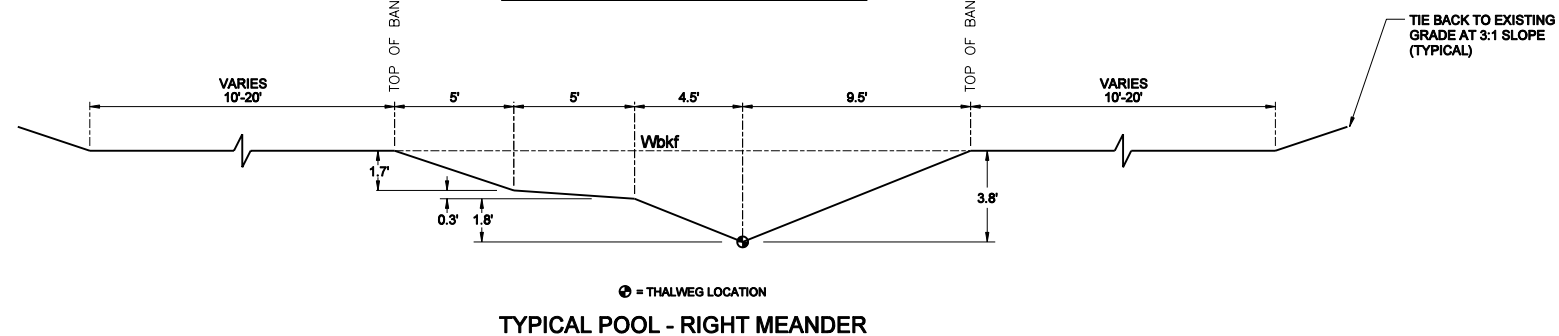 TOP OF BAN
TOP OF BAN
TIE BACK TO EXISTING
GRADE AT 3:1 SLOPE
(TYPICAL)
VARIES
10'-20'
5'
5'
4.5'
9.5'
VARIES
10'-20'
Wbkf
1.7'
0.3'
1.8'
3.8'
= THALWEG LOCATION
TYPICAL POOL - RIGHT MEANDER